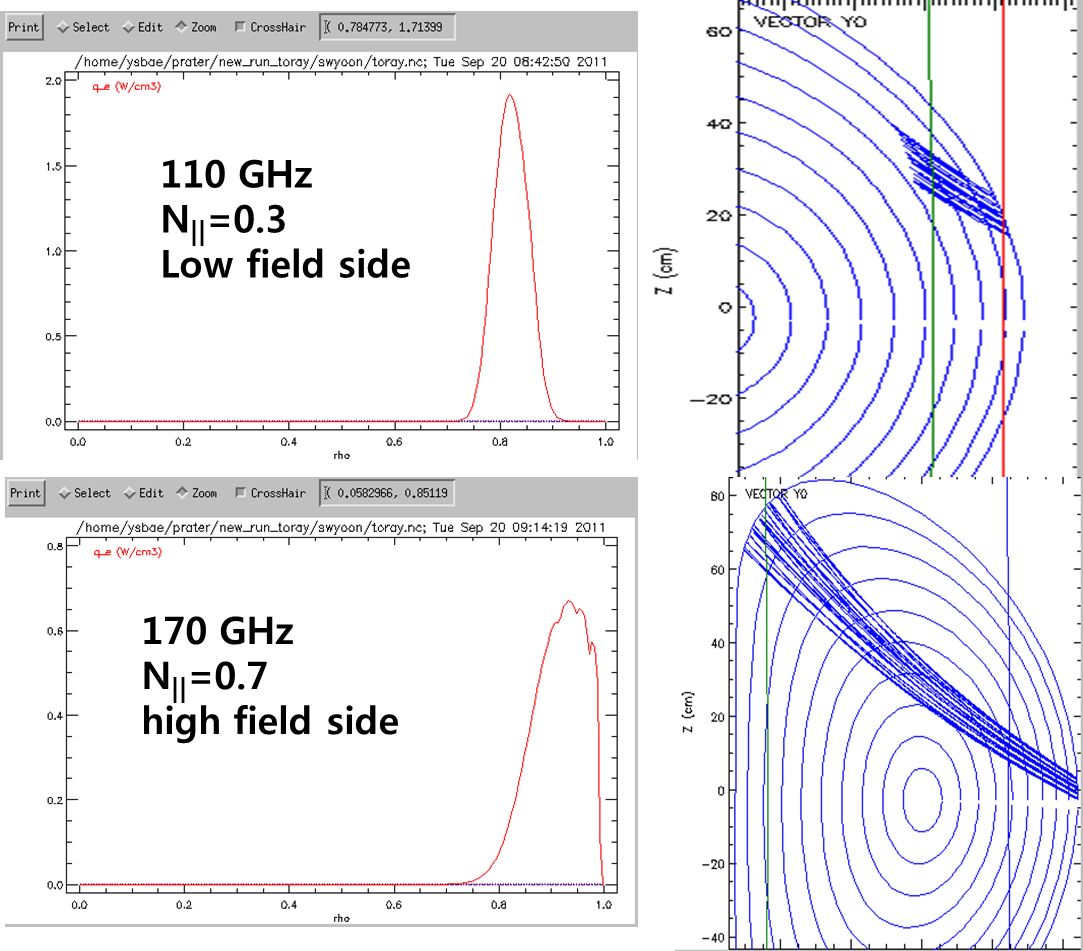 Print Select Edit Zoom CrossHair ( 0.784773, 1.71399
/home/ysbae/prater/new_run_toray/swyoon/toray.nc; Tue Sep 20 08:42:50 2011
q_e (W/cm3)
2.0
1.5
1.0
0.5
0.0
110 GHz
N||=0.3
Low field side
0.0 0.2 0.4 0.6 0.8 1.0
rho
VECTOR Y0
60
40
20
0
-20
Z (cm)
Print Select Edit Zoom CrossHair ( 0.0582966, 0.85119
/home/ysbae/prater/new_run_toray/swyoon/toray.nc; Tue Sep 20 09:14:19 2011
q_e (W/cm3)
0.8
0.6
0.4
0.2
0.0
170 GHz
N||=0.7
high field side
0.0 0.2 0.4 0.6 0.8 1.0
rho
VECTOR Y0
80
60
40
20
0
-20
-40
Z (cm)